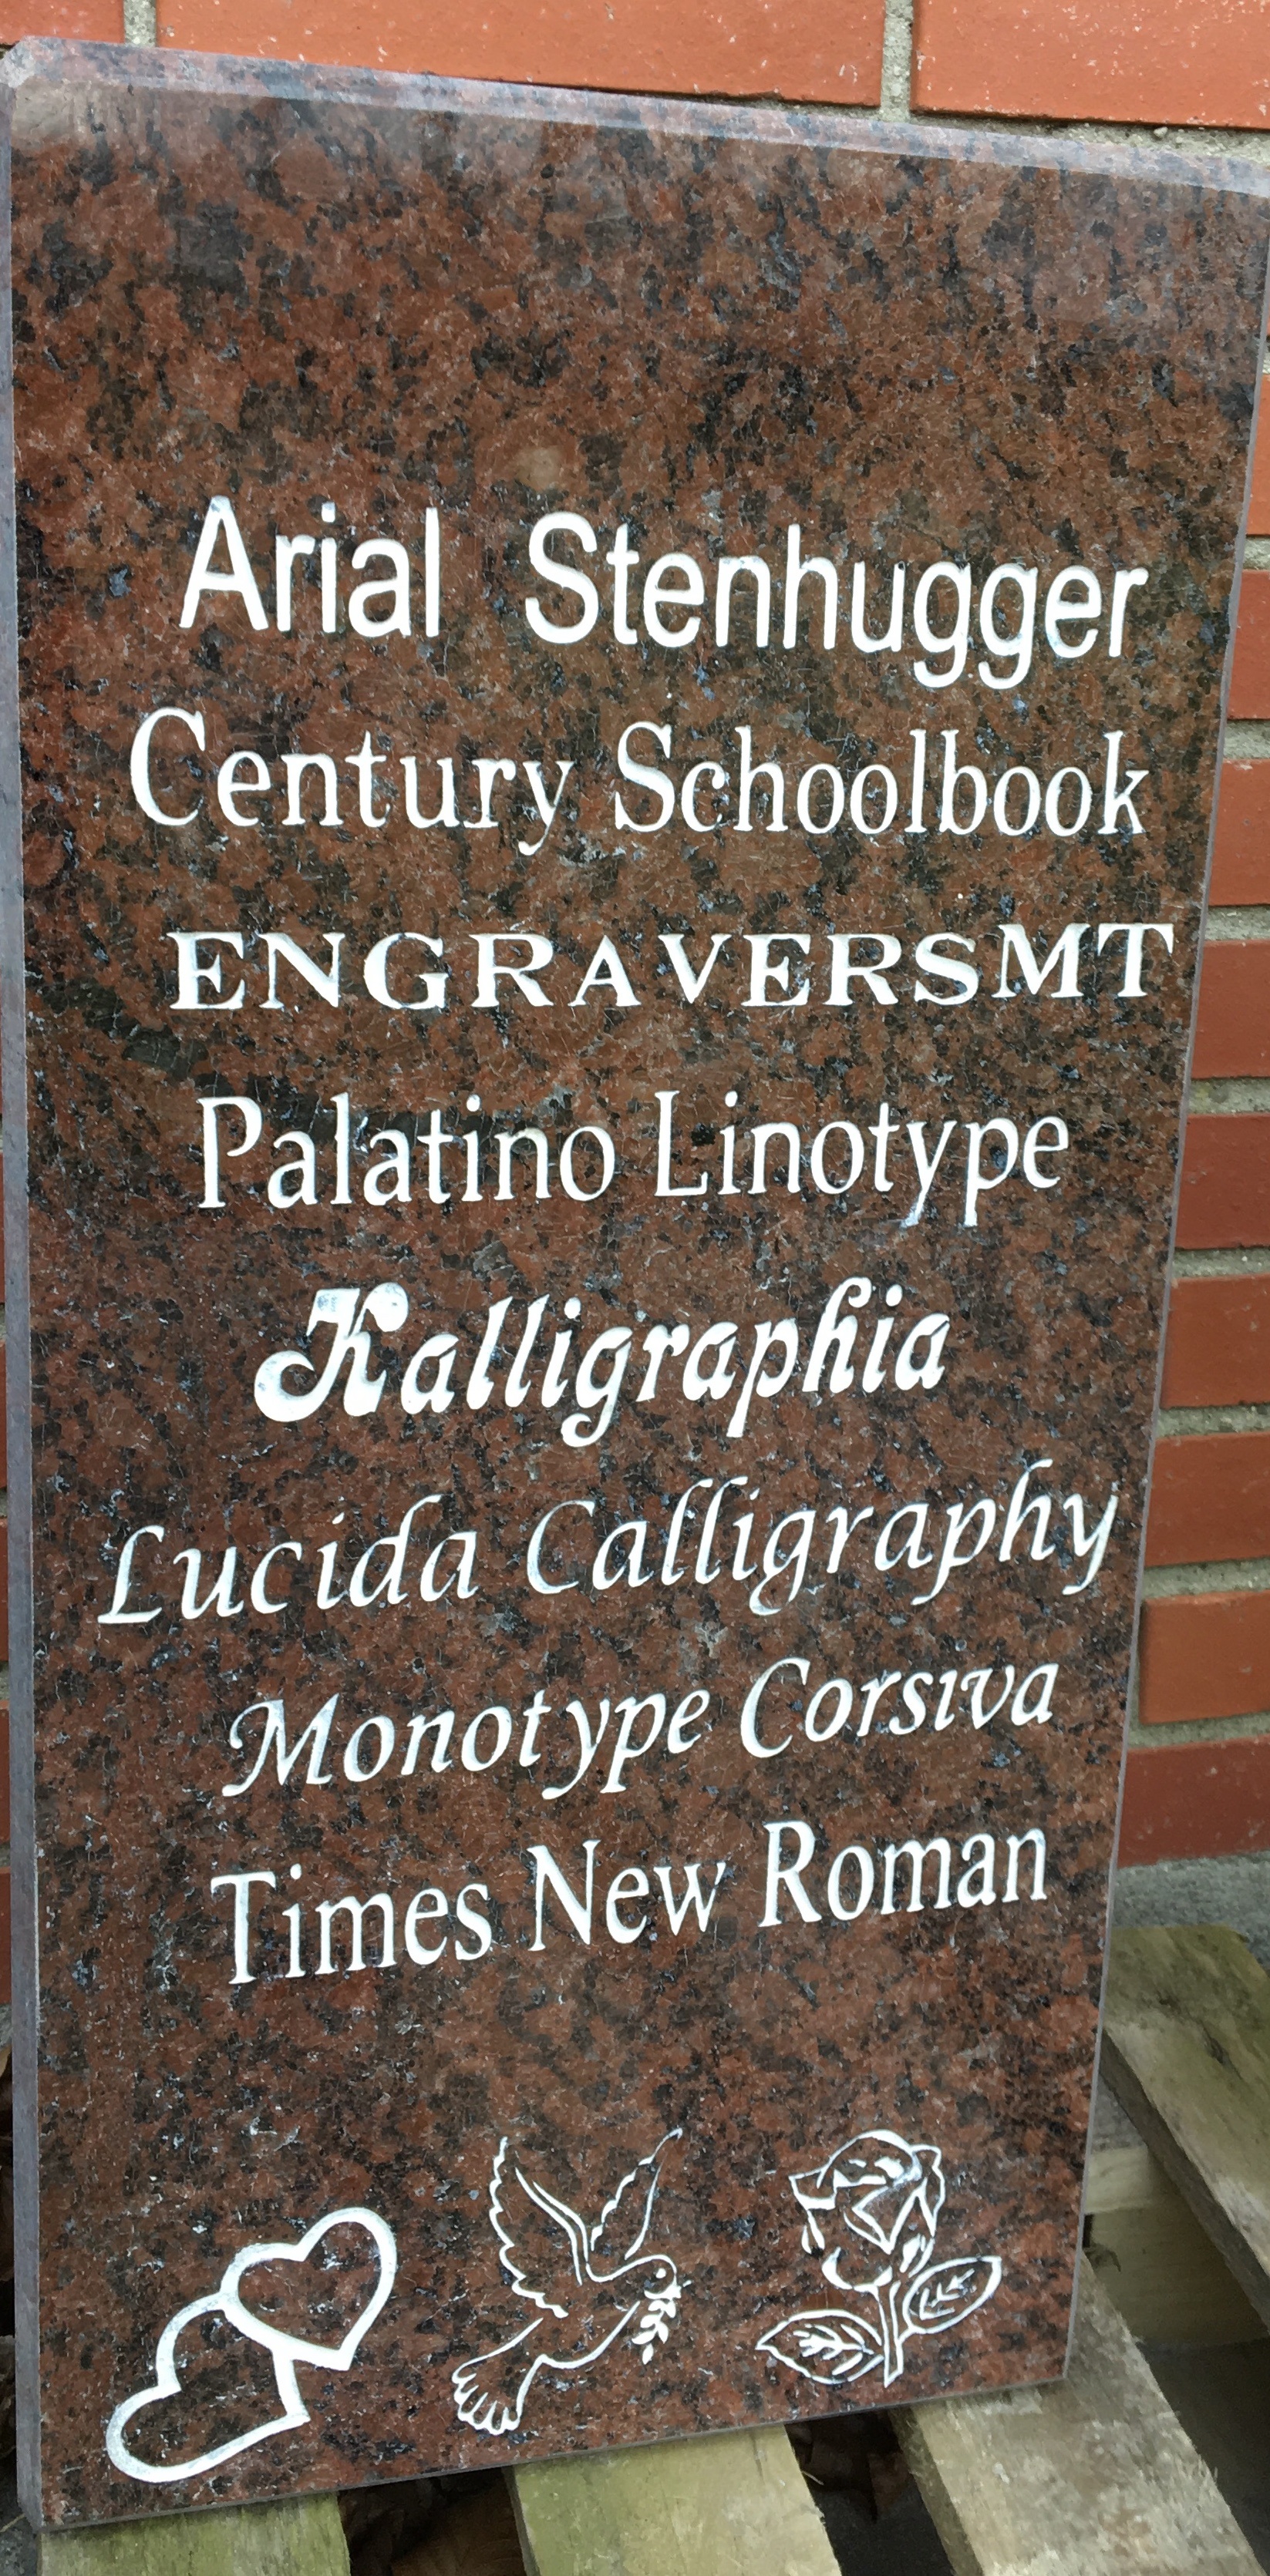 Arial Stenhugger
Century Schoolbook
ENGRAVERSMT
Palatino Linotype
Kalligraphia
Lucida Calligraphy
Monotype Corsiva
Times New Roman